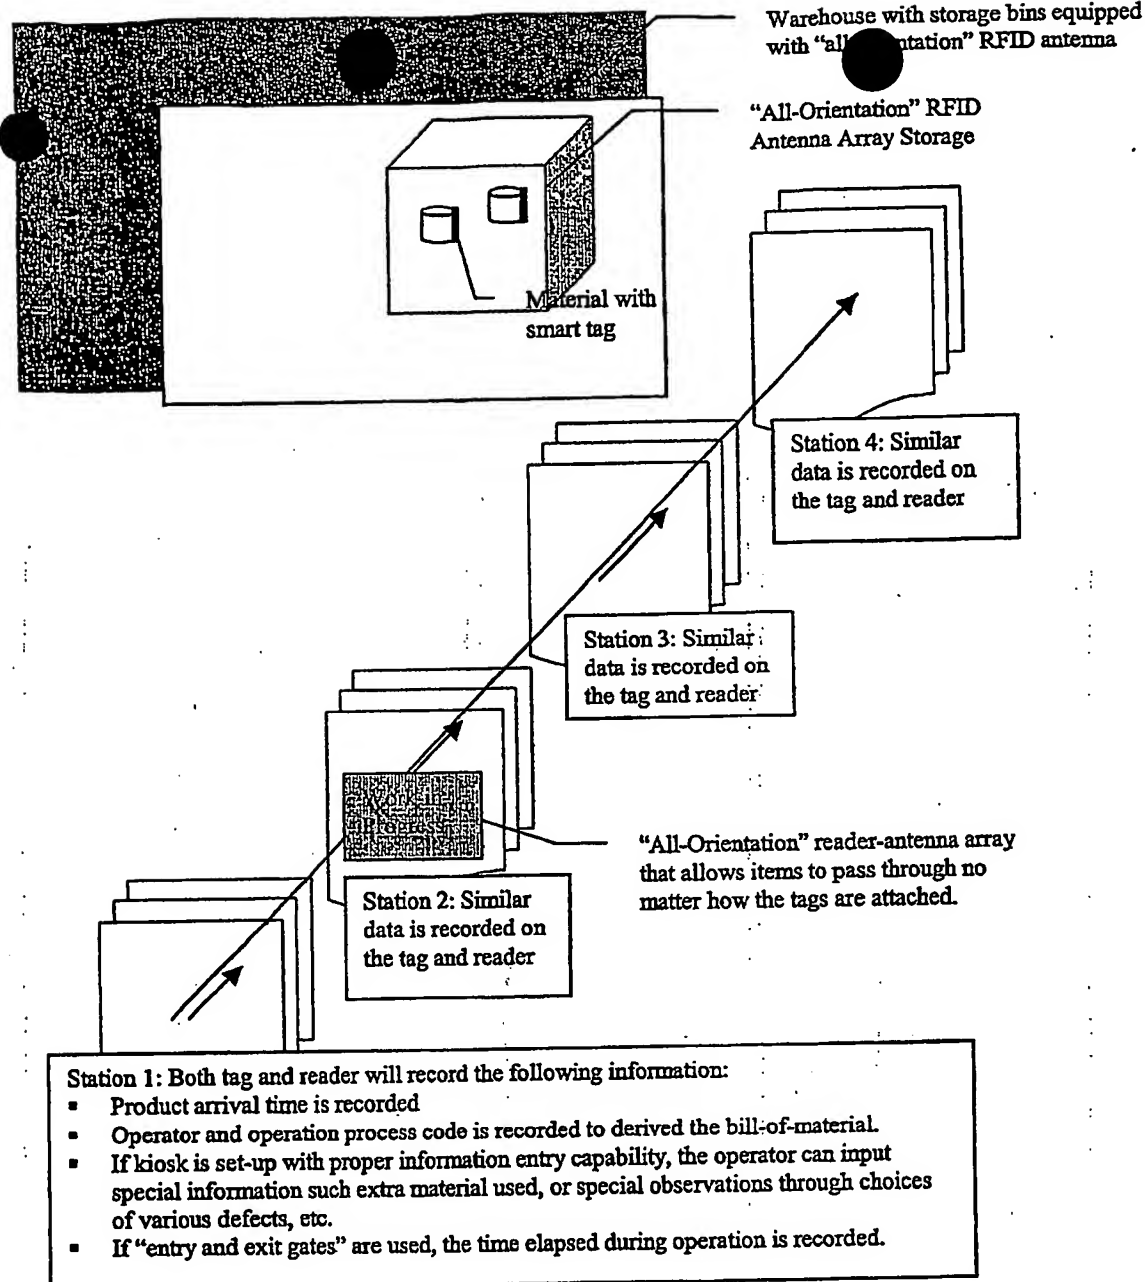 Warehouse with storage bins equipped
with “all ntation” RFID antenna
“All-Orientation” RFID
Antenna Array Storage
Material with
smart tag
Station 4: Similar
data is recorded on
the tag and reader
Station 3: Similar
data is recorded on
the tag and reader
Work in
Progress
“All-Orientation” reader-antenna array
that allows items to pass through no
matter how the tags are attached.
Station 2: Similar
data is recorded on
the tag and reader
Station 1: Both tag and reader will record the following information:
▪ Product arrival time is recorded
▪ Operator and operation process code is recorded to derived the bill-of-material.
▪ If kiosk is set-up with proper information entry capability, the operator can input
special information such extra material used, or special observations through choices
of various defects, etc.
▪ If “entry and exit gates” are used, the time elapsed during operation is recorded.